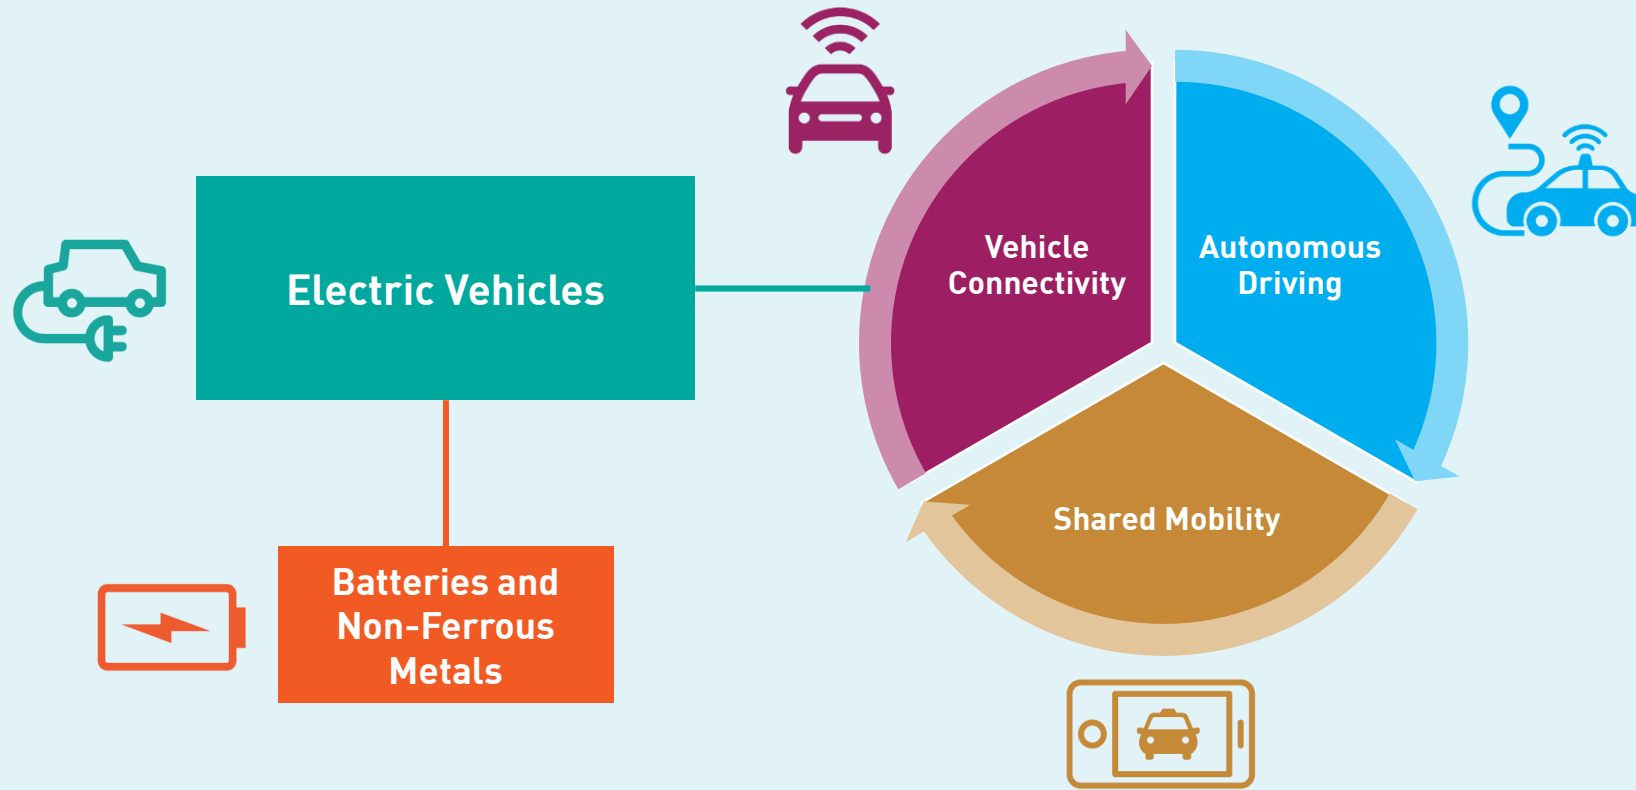 Electric Vehicles
Batteries and
Non-Ferrous
Metals
Vehicle
Connectivity
Autonomous
Driving
Shared Mobility